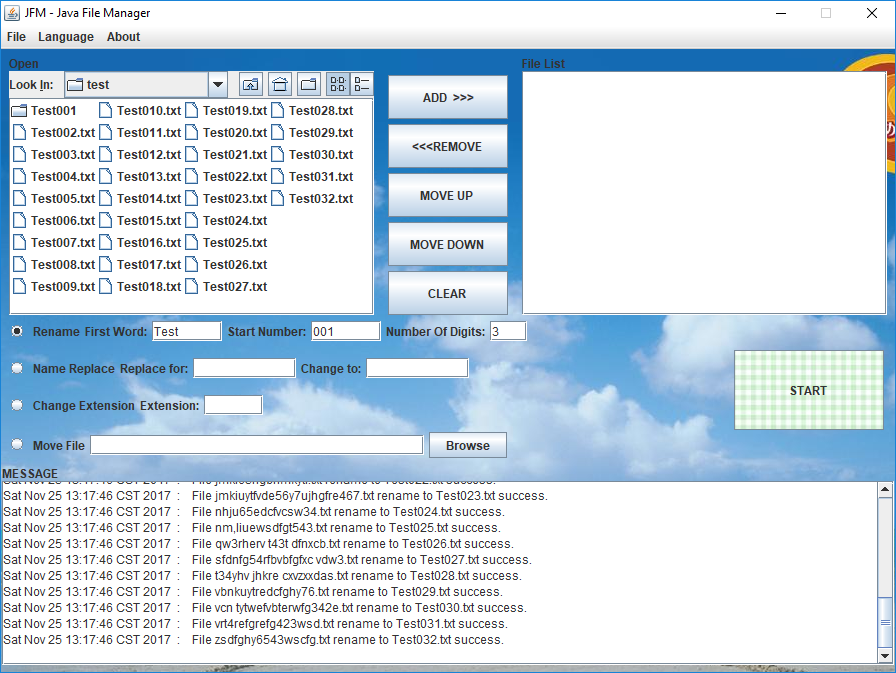 JFM - Java File Manager
File Language About
Open
File List
Look In: test
Test001 Test010.txt Test019.txt Test028.txt
Test002.txt Test011.txt Test020.txt Test029.txt
Test003.txt Test012.txt Test021.txt Test030.txt
Test004.txt Test013.txt Test022.txt Test031.txt
Test005.txt Test014.txt Test023.txt Test032.txt
Test006.txt Test015.txt Test024.txt
Test007.txt Test016.txt Test025.txt
Test008.txt Test017.txt Test026.txt
Test009.txt Test018.txt Test027.txt
ADD >>>
<<<REMOVE
MOVE UP
MOVE DOWN
CLEAR
Rename First Word: Test Start Number: 001 Number Of Digits: 3
Name Replace Replace for: Change to:
Change Extension Extension:
Move File Browse
START
MESSAGE
Sat Nov 25 13:17:46 CST 2017 : File jmkiuytfvde56y7ujhgfre467.txt rename to Test023.txt success.
Sat Nov 25 13:17:46 CST 2017 : File nhju65edcfvcsw34.txt rename to Test024.txt success.
Sat Nov 25 13:17:46 CST 2017 : File nm,liuewsdfgt543.txt rename to Test025.txt success.
Sat Nov 25 13:17:46 CST 2017 : File qw3rherv t43t dfnxcb.txt rename to Test026.txt success.
Sat Nov 25 13:17:46 CST 2017 : File sfdnfg54rfbvbfgfxc vdw3.txt rename to Test027.txt success.
Sat Nov 25 13:17:46 CST 2017 : File t34yhv jhkre cxvzxxdas.txt rename to Test028.txt success.
Sat Nov 25 13:17:46 CST 2017 : File vbnkuytredcfghy76.txt rename to Test029.txt success.
Sat Nov 25 13:17:46 CST 2017 : File vcn tytwefvbterwfg342e.txt rename to Test030.txt success.
Sat Nov 25 13:17:46 CST 2017 : File vrt4refgrefg423wsd.txt rename to Test031.txt success.
Sat Nov 25 13:17:46 CST 2017 : File zsdfghy6543wscfg.txt rename to Test032.txt success.